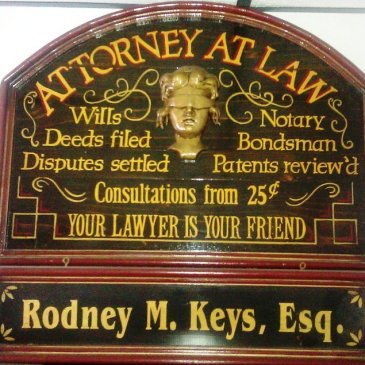 ATTORNEY AT LAW
Wills Notary
Deeds filed Bondsman
Disputes settled Patents review'd
Consultations from 25¢
YOUR LAWYER IS YOUR FRIEND
Rodney M. Keys, Esq.